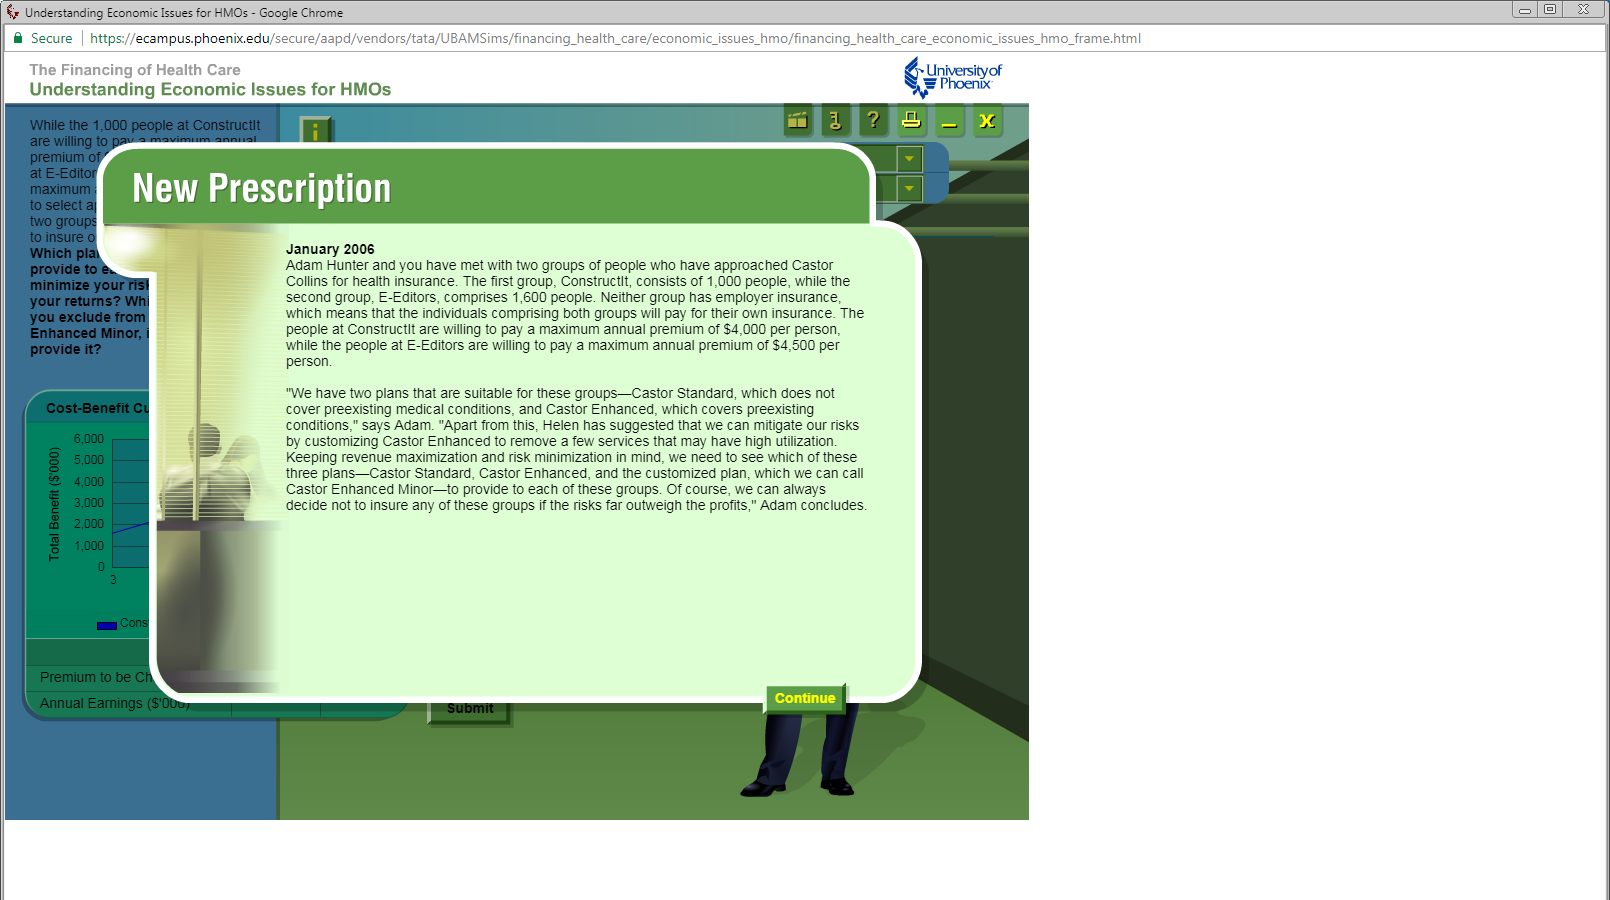 Understanding Economic Issues for HMOs - Google Chrome
Secure https://ecampus.phoenix.edu/secure/aapd/vendors/tata/UBAMSims/financing_health_care/economic_issues_hmo/financing_health_care_economic_issues_hmo_frame.html
The Financing of Health Care
Understanding Economic Issues for HMOs
University of
Phoenix
i
? X
While the 1,000 people at ConstructIt
are willing to pay a maximum annual
premium of
at E-Editor
maximum
to select
two groups
to insure
Which
provide to
minimize your risk
your returns?
you exclude from
Enhanced Minor,
provide it?
New Prescription
January 2006
Adam Hunter and you have met with two groups of people who have approached Castor
Collins for health insurance. The first group, ConstructIt, consists of 1,000 people, while the
second group, E-Editors, comprises 1,600 people. Neither group has employer insurance,
which means that the individuals comprising both groups will pay for their own insurance. The
people at ConstructIt are willing to pay a maximum annual premium of $4,000 per person,
while the people at E-Editors are willing to pay a maximum annual premium of $4,500 per
person.
"We have two plans that are suitable for these groups—Castor Standard, which does not
cover preexisting medical conditions, and Castor Enhanced, which covers preexisting
conditions," says Adam. "Apart from this, Helen has suggested that we can mitigate our risks
by customizing Castor Enhanced to remove a few services that may have high utilization.
Keeping revenue maximization and risk minimization in mind, we need to see which of these
three plans—Castor Standard, Castor Enhanced, and the customized plan, which we can call
Castor Enhanced Minor—to provide to each of these groups. Of course, we can always
decide not to insure any of these groups if the risks far outweigh the profits," Adam concludes.
Continue
Cost-Benefit
Total Benefit ($'000)
6,000
5,000
4,000
3,000
2,000
1,000
0
3
Cons
Premium to be
Annual Earnings ($'000)
Submit